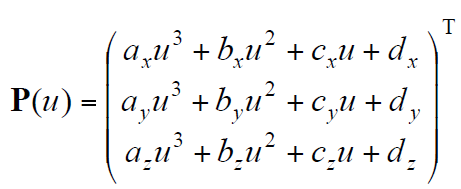 P(u) = ( a_x u^3 + b_x u^2 + c_x u + d_x
a_y u^3 + b_y u^2 + c_y u + d_y
a_z u^3 + b_z u^2 + c_z u + d_z )^T